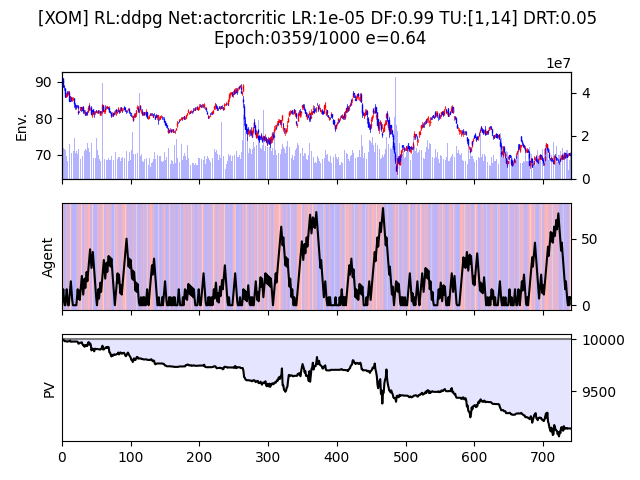 [XOM] RL:ddpg Net:actorcritic LR:1e-05 DF:0.99 TU:[1,14] DRT:0.05
Epoch:0359/1000 e=0.64
1e7
Env.
90
80
70
4
2
0
Agent
50
0
PV
10000
9500
0 100 200 300 400 500 600 700